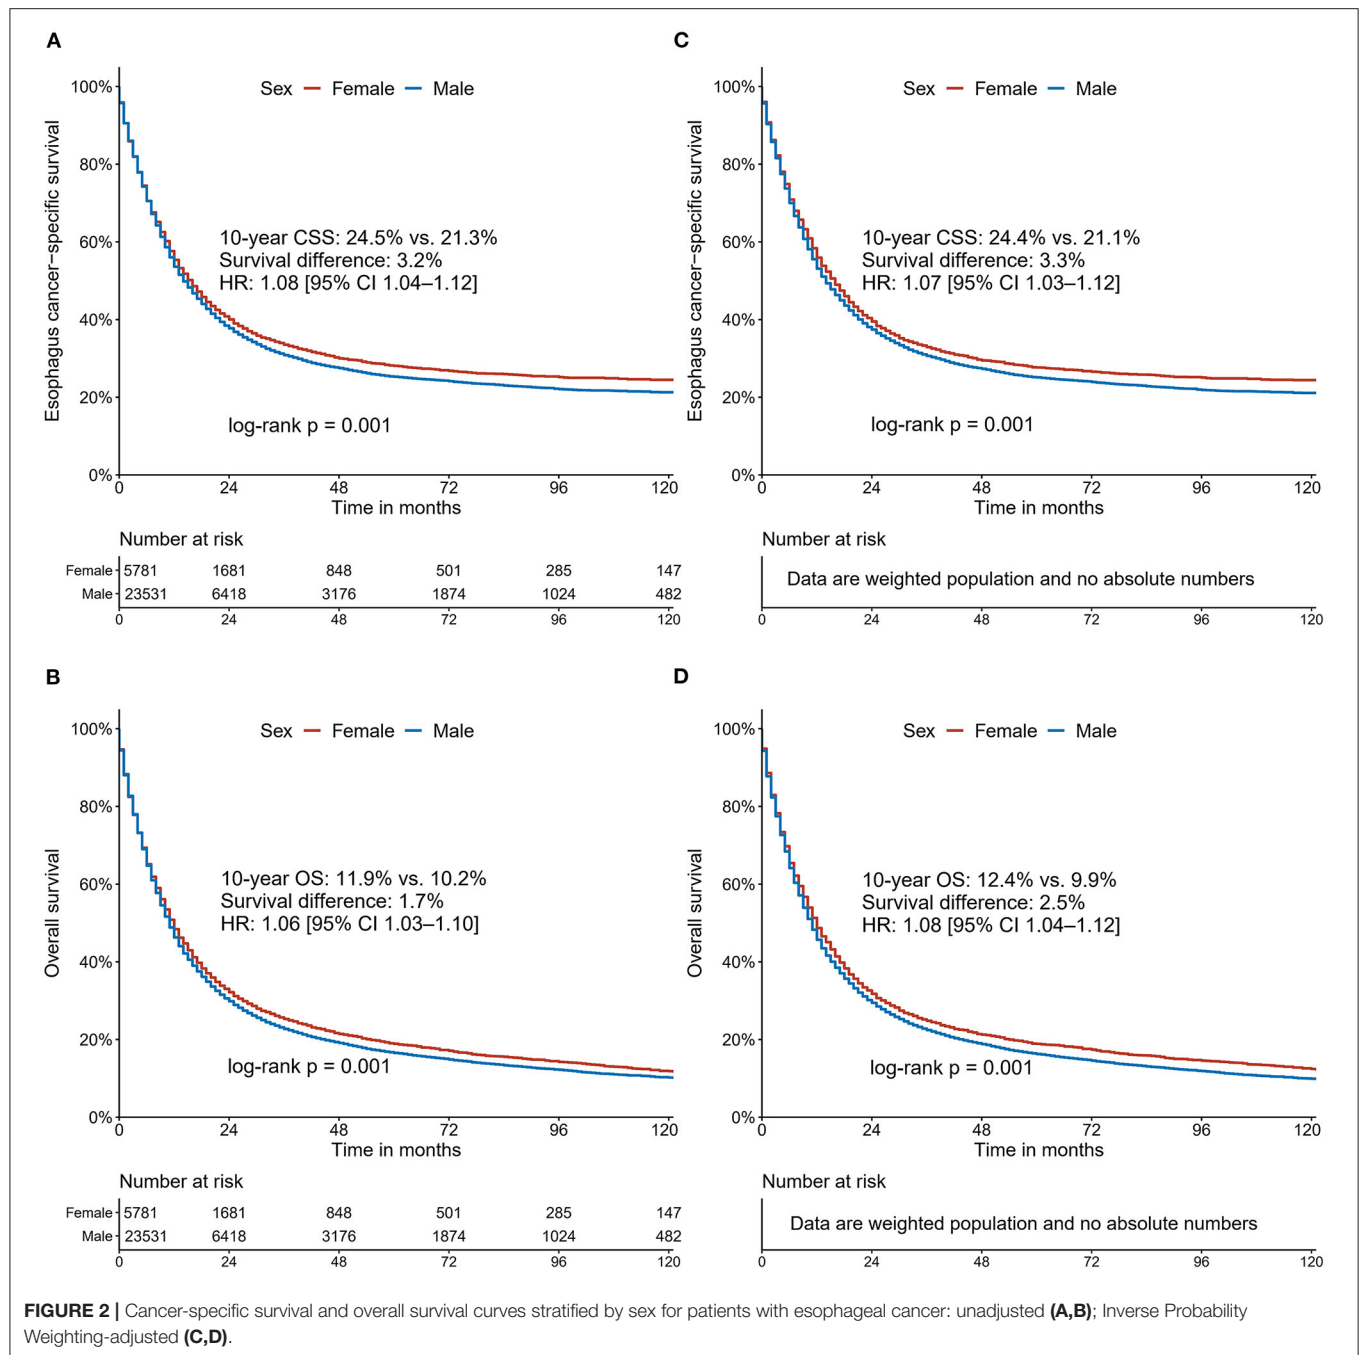 A
Sex Female Male
100%
80%
60%
40%
20%
0%
Esophagus cancer–specific survival
10-year CSS: 24.5% vs. 21.3%
Survival difference: 3.2%
HR: 1.08 [95% CI 1.04–1.12]
log-rank p = 0.001
0 24 48 72 96 120
Time in months
Number at risk
Female 5781 1681 848 501 285 147
Male 23531 6418 3176 1874 1024 482
0 24 48 72 96 120
C
Sex Female Male
100%
80%
60%
40%
20%
0%
Esophagus cancer–specific survival
10-year CSS: 24.4% vs. 21.1%
Survival difference: 3.3%
HR: 1.07 [95% CI 1.03–1.12]
log-rank p = 0.001
0 24 48 72 96 120
Time in months
Number at risk
Data are weighted population and no absolute numbers
0 24 48 72 96 120
B
Sex Female Male
100%
80%
60%
40%
20%
0%
Overall survival
10-year OS: 11.9% vs. 10.2%
Survival difference: 1.7%
HR: 1.06 [95% CI 1.03–1.10]
log-rank p = 0.001
0 24 48 72 96 120
Time in months
Number at risk
Female 5781 1681 848 501 285 147
Male 23531 6418 3176 1874 1024 482
0 24 48 72 96 120
D
Sex Female Male
100%
80%
60%
40%
20%
0%
Overall survival
10-year OS: 12.4% vs. 9.9%
Survival difference: 2.5%
HR: 1.08 [95% CI 1.04–1.12]
log-rank p = 0.001
0 24 48 72 96 120
Time in months
Number at risk
Data are weighted population and no absolute numbers
0 24 48 72 96 120
FIGURE 2 | Cancer-specific survival and overall survival curves stratified by sex for patients with esophageal cancer: unadjusted (A,B); Inverse Probability
Weighting-adjusted (C,D).